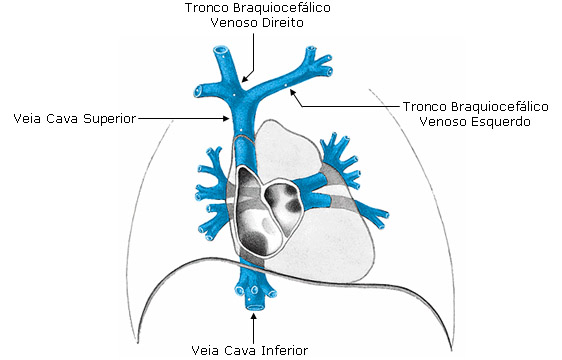 Tronco Braquiocefálico
Venoso Direito
Veia Cava Superior
Tronco Braquiocefálico
Venoso Esquerdo
Veia Cava Inferior